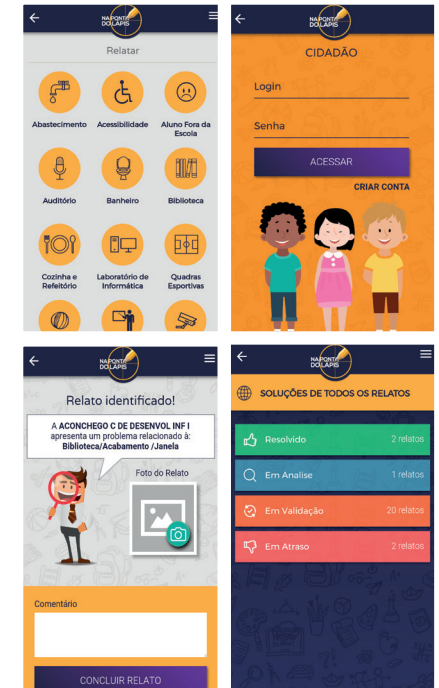 NA PONTA
DO LÁPIS
Relatar
Abastecimento
Acessibilidade
Aluno Fora da
Escola
Auditório
Banheiro
Biblioteca
Cozinha e
Refeitório
Laboratório de
Informática
Quadras
Esportivas
NA PONTA
DO LÁPIS
CIDADÃO
Login
Senha
ACESSAR
CRIAR CONTA
NA PONTA
DO LÁPIS
Relato identificado!
A ACONCHEGO C DE DESENVOL INF I
apresenta um problema relacionado à:
Biblioteca/Acabamento /Janela
Foto do Relato
Comentário
CONCLUIR RELATO
NA PONTA
DO LÁPIS
SOLUÇÕES DE TODOS OS RELATOS
Resolvido 2 relatos
Em Analise 1 relatos
Em Validação 20 relatos
Em Atraso 2 relatos